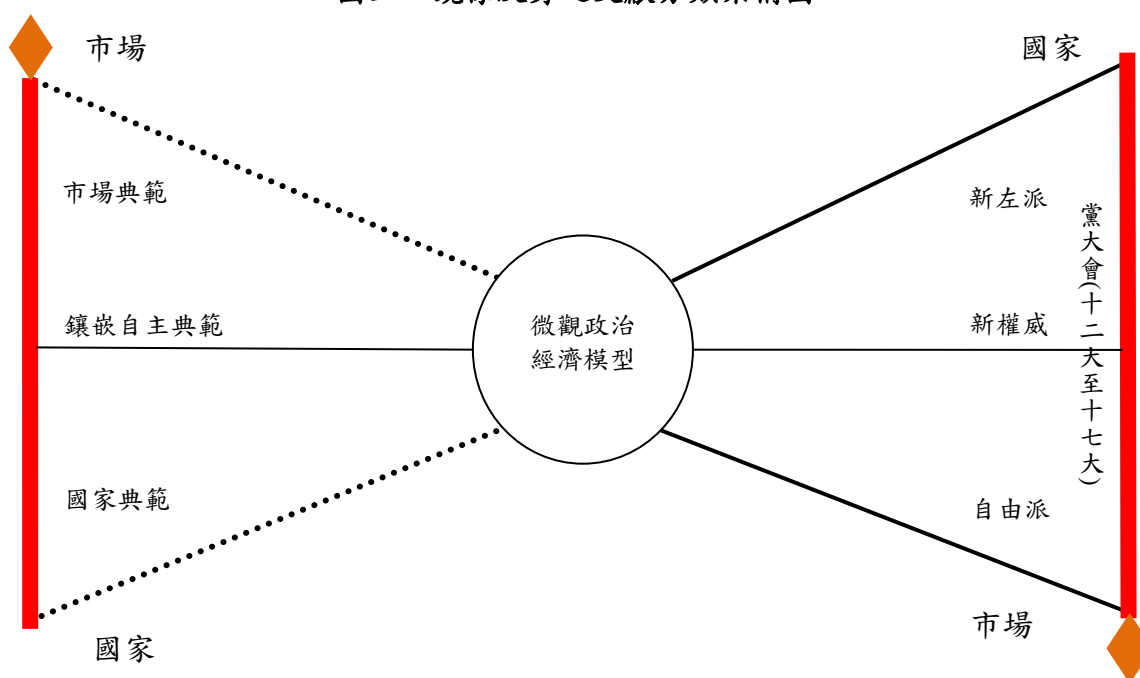 市場
國家
市場典範
新左派
黨大會(十二大至十七大)
鑲嵌自主典範
微觀政治
經濟模型
新權威
國家典範
自由派
國家
市場